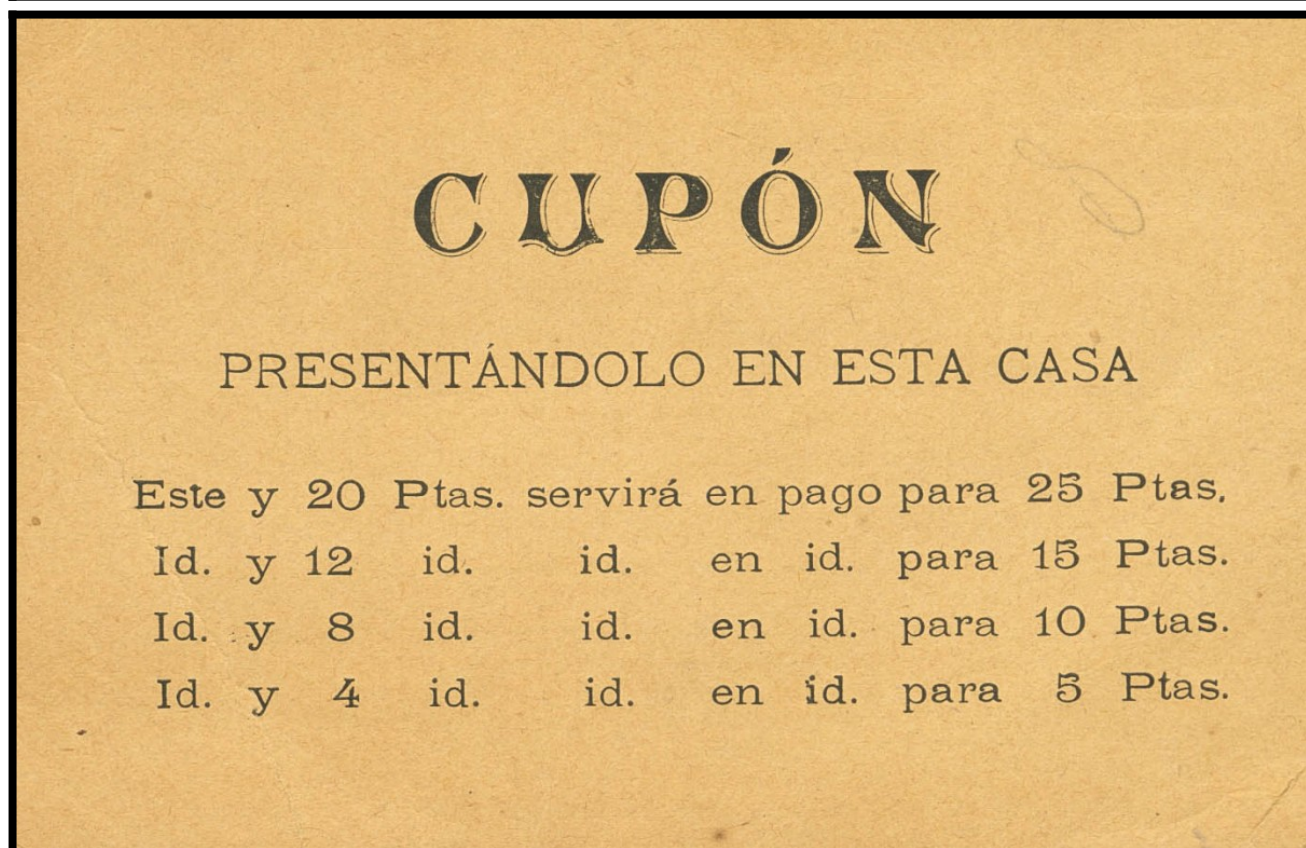 CUPÓN
PRESENTÁNDOLO EN ESTA CASA
Este y 20 Ptas. servirá en pago para 25 Ptas.
Id. y 12 id. id. en id. para 15 Ptas.
Id. y 8 id. id. en id. para 10 Ptas.
Id. y 4 id. id. en id. para 5 Ptas.